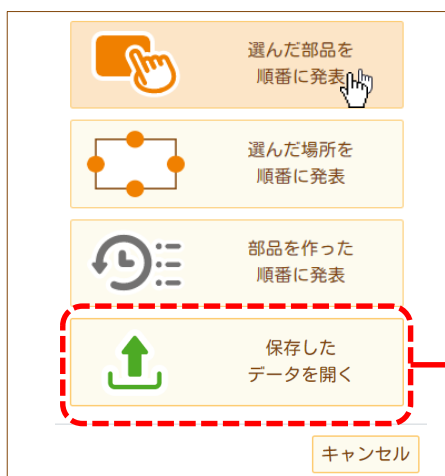 選んだ部品を
順番に発表
選んだ場所を
順番に発表
部品を作った
順番に発表
保存した
データを開く
キャンセル